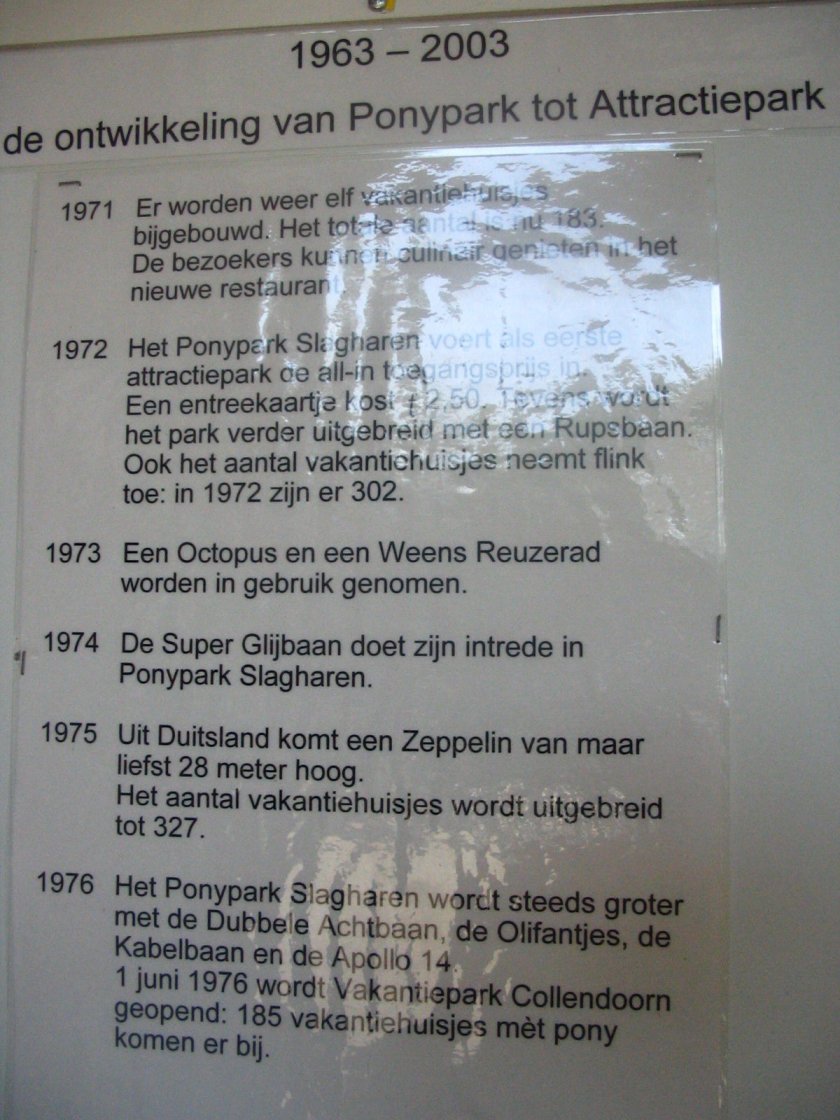 1963 – 2003
de ontwikkeling van Ponypark tot Attractiepark
1971 Er worden weer elf vakantiehuisjes
bijgebouwd. Het totale aantal is nu 183.
De bezoekers kunnen culinair genieten in het
nieuwe restaurant.
1972 Het Ponypark Slagharen voert als eerste
attractiepark de all-in toegangsprijs in.
Een entreekaartje kost ƒ 2,50. Tevens wordt
het park verder uitgebreid met een Rupsbaan.
Ook het aantal vakantiehuisjes neemt flink
toe: in 1972 zijn er 302.
1973 Een Octopus en een Weens Reuzerad
worden in gebruik genomen.
1974 De Super Glijbaan doet zijn intrede in
Ponypark Slagharen.
1975 Uit Duitsland komt een Zeppelin van maar
liefst 28 meter hoog.
Het aantal vakantiehuisjes wordt uitgebreid
tot 327.
1976 Het Ponypark Slagharen wordt steeds groter
met de Dubbele Achtbaan, de Olifantjes, de
Kabelbaan en de Apollo 14.
1 juni 1976 wordt Vakantiepark Collendoorn
geopend: 185 vakantiehuisjes mèt pony
komen er bij.